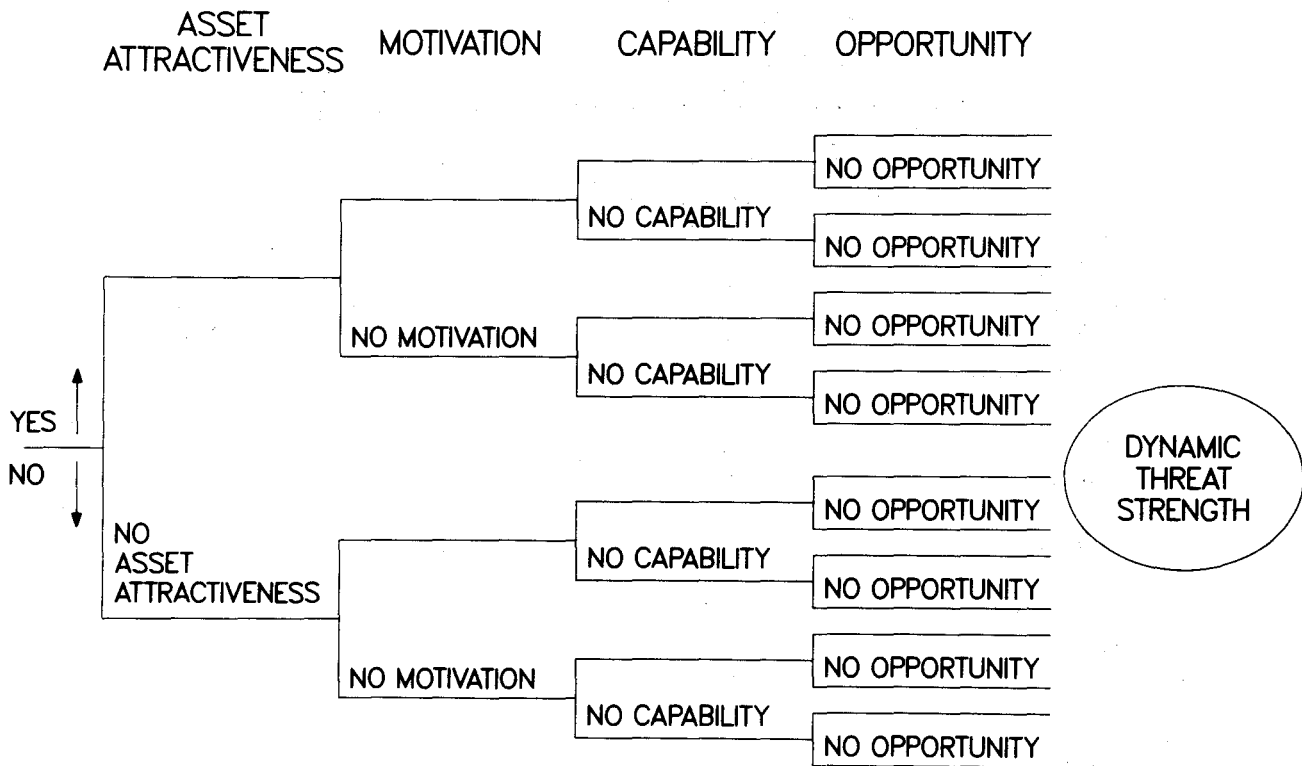 ASSET
ATTRACTIVENESS
MOTIVATION
CAPABILITY
OPPORTUNITY
NO OPPORTUNITY
NO CAPABILITY
NO OPPORTUNITY
NO OPPORTUNITY
NO MOTIVATION
NO CAPABILITY
NO OPPORTUNITY
YES
NO
DYNAMIC
THREAT
STRENGTH
NO OPPORTUNITY
NO
ASSET
ATTRACTIVENESS
NO CAPABILITY
NO OPPORTUNITY
NO OPPORTUNITY
NO MOTIVATION
NO CAPABILITY
NO OPPORTUNITY